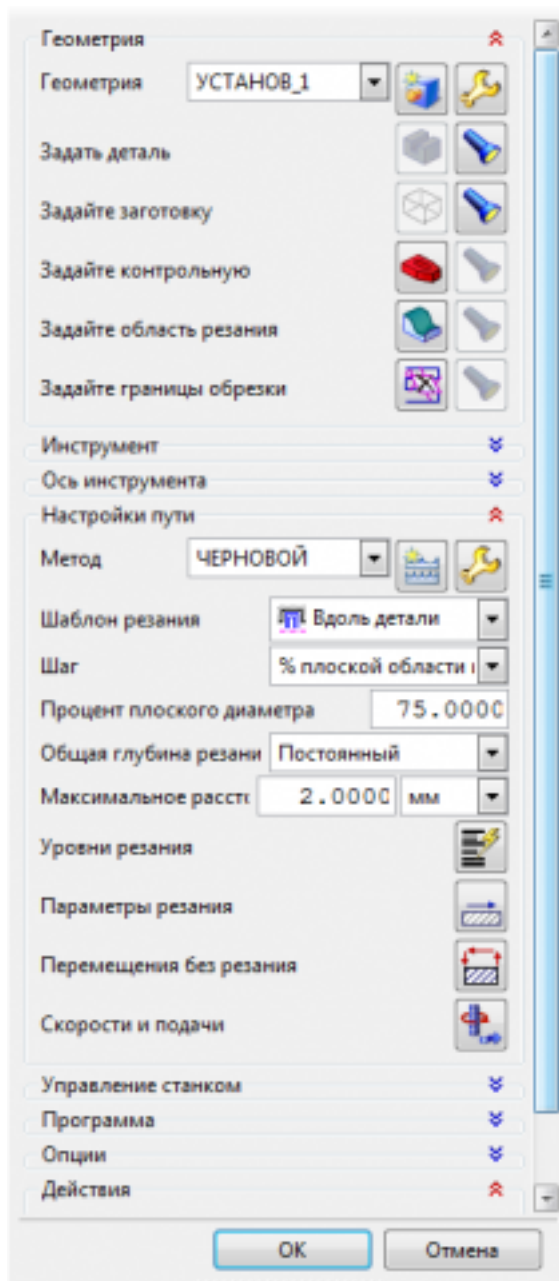 Геометрия
Геометрия УСТАНОВ_1
Задать деталь
Задайте заготовку
Задайте контрольную
Задайте область резания
Задайте границы обрезки
Инструмент
Ось инструмента
Настройки пути
Метод ЧЕРНОВОЙ
Шаблон резания Вдоль детали
Шаг % плоской области
Процент плоского диаметра 75.0000
Общая глубина резани Постоянный
Максимальное расст 2.0000 мм
Уровни резания
Параметры резания
Перемещения без резания
Скорости и подачи
Управление станком
Программа
Опции
Действия
ОК Отмена